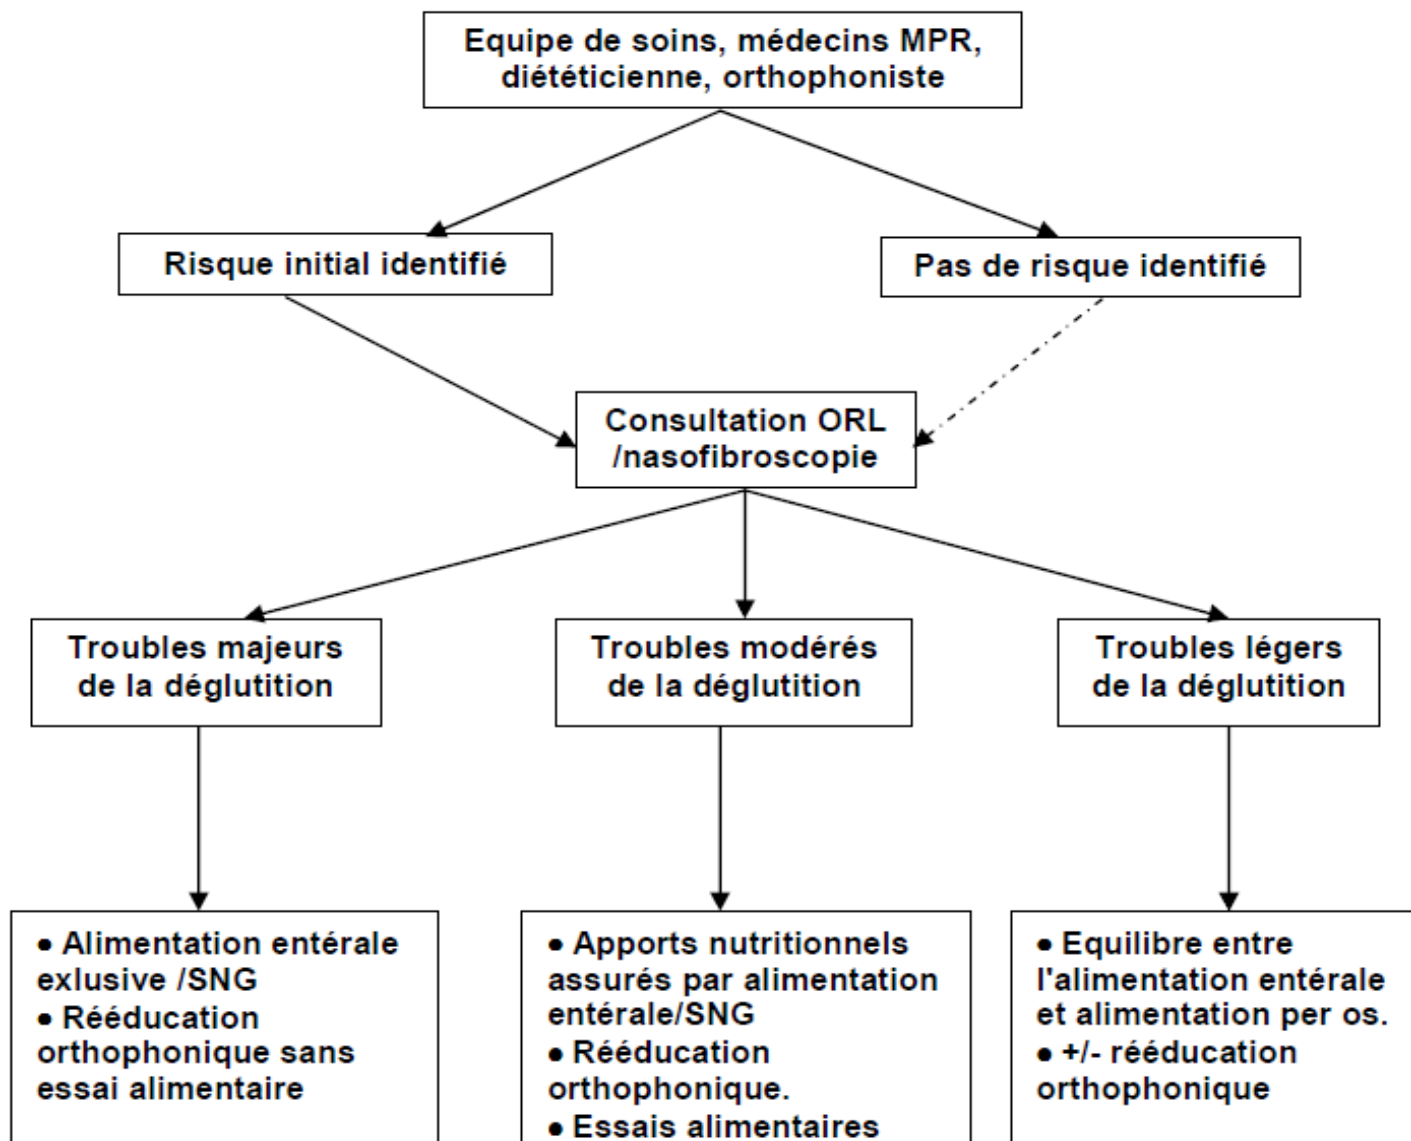 Equipe de soins, médecins MPR,
diététicienne, orthophoniste
Risque initial identifié
Pas de risque identifié
Consultation ORL
/nasofibroscopie
Troubles majeurs
de la déglutition
Troubles modérés
de la déglutition
Troubles légers
de la déglutition
• Alimentation entérale
exlusive /SNG
• Rééducation
orthophonique sans
essai alimentaire
• Apports nutritionnels
assurés par alimentation
entérale/SNG
• Rééducation
orthophonique.
• Essais alimentaires
• Equilibre entre
l'alimentation entérale
et alimentation per os.
• +/- rééducation
orthophonique